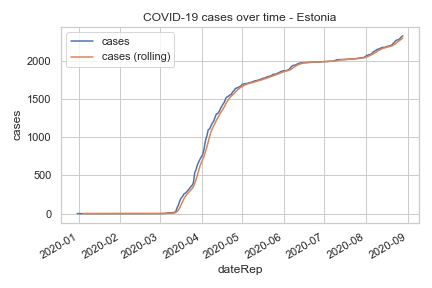 COVID-19 cases over time - Estonia
cases
cases (rolling)
2000
1500
1000
500
0
cases
2020-01
2020-02
2020-03
2020-04
2020-05
2020-06
2020-07
2020-08
2020-09
dateRep